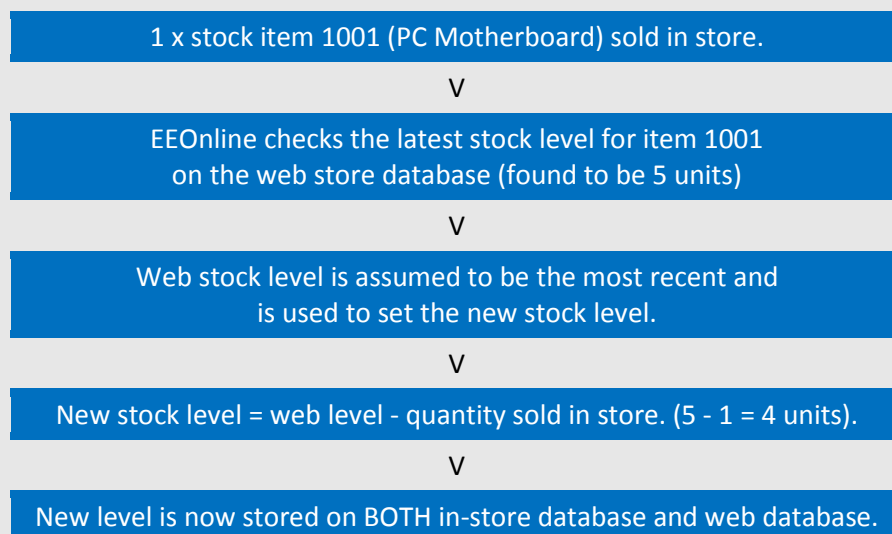 1 x stock item 1001 (PC Motherboard) sold in store.
V
EEOnline checks the latest stock level for item 1001
on the web store database (found to be 5 units)
V
Web stock level is assumed to be the most recent and
is used to set the new stock level.
V
New stock level = web level - quantity sold in store. (5 - 1 = 4 units).
V
New level is now stored on BOTH in-store database and web database.